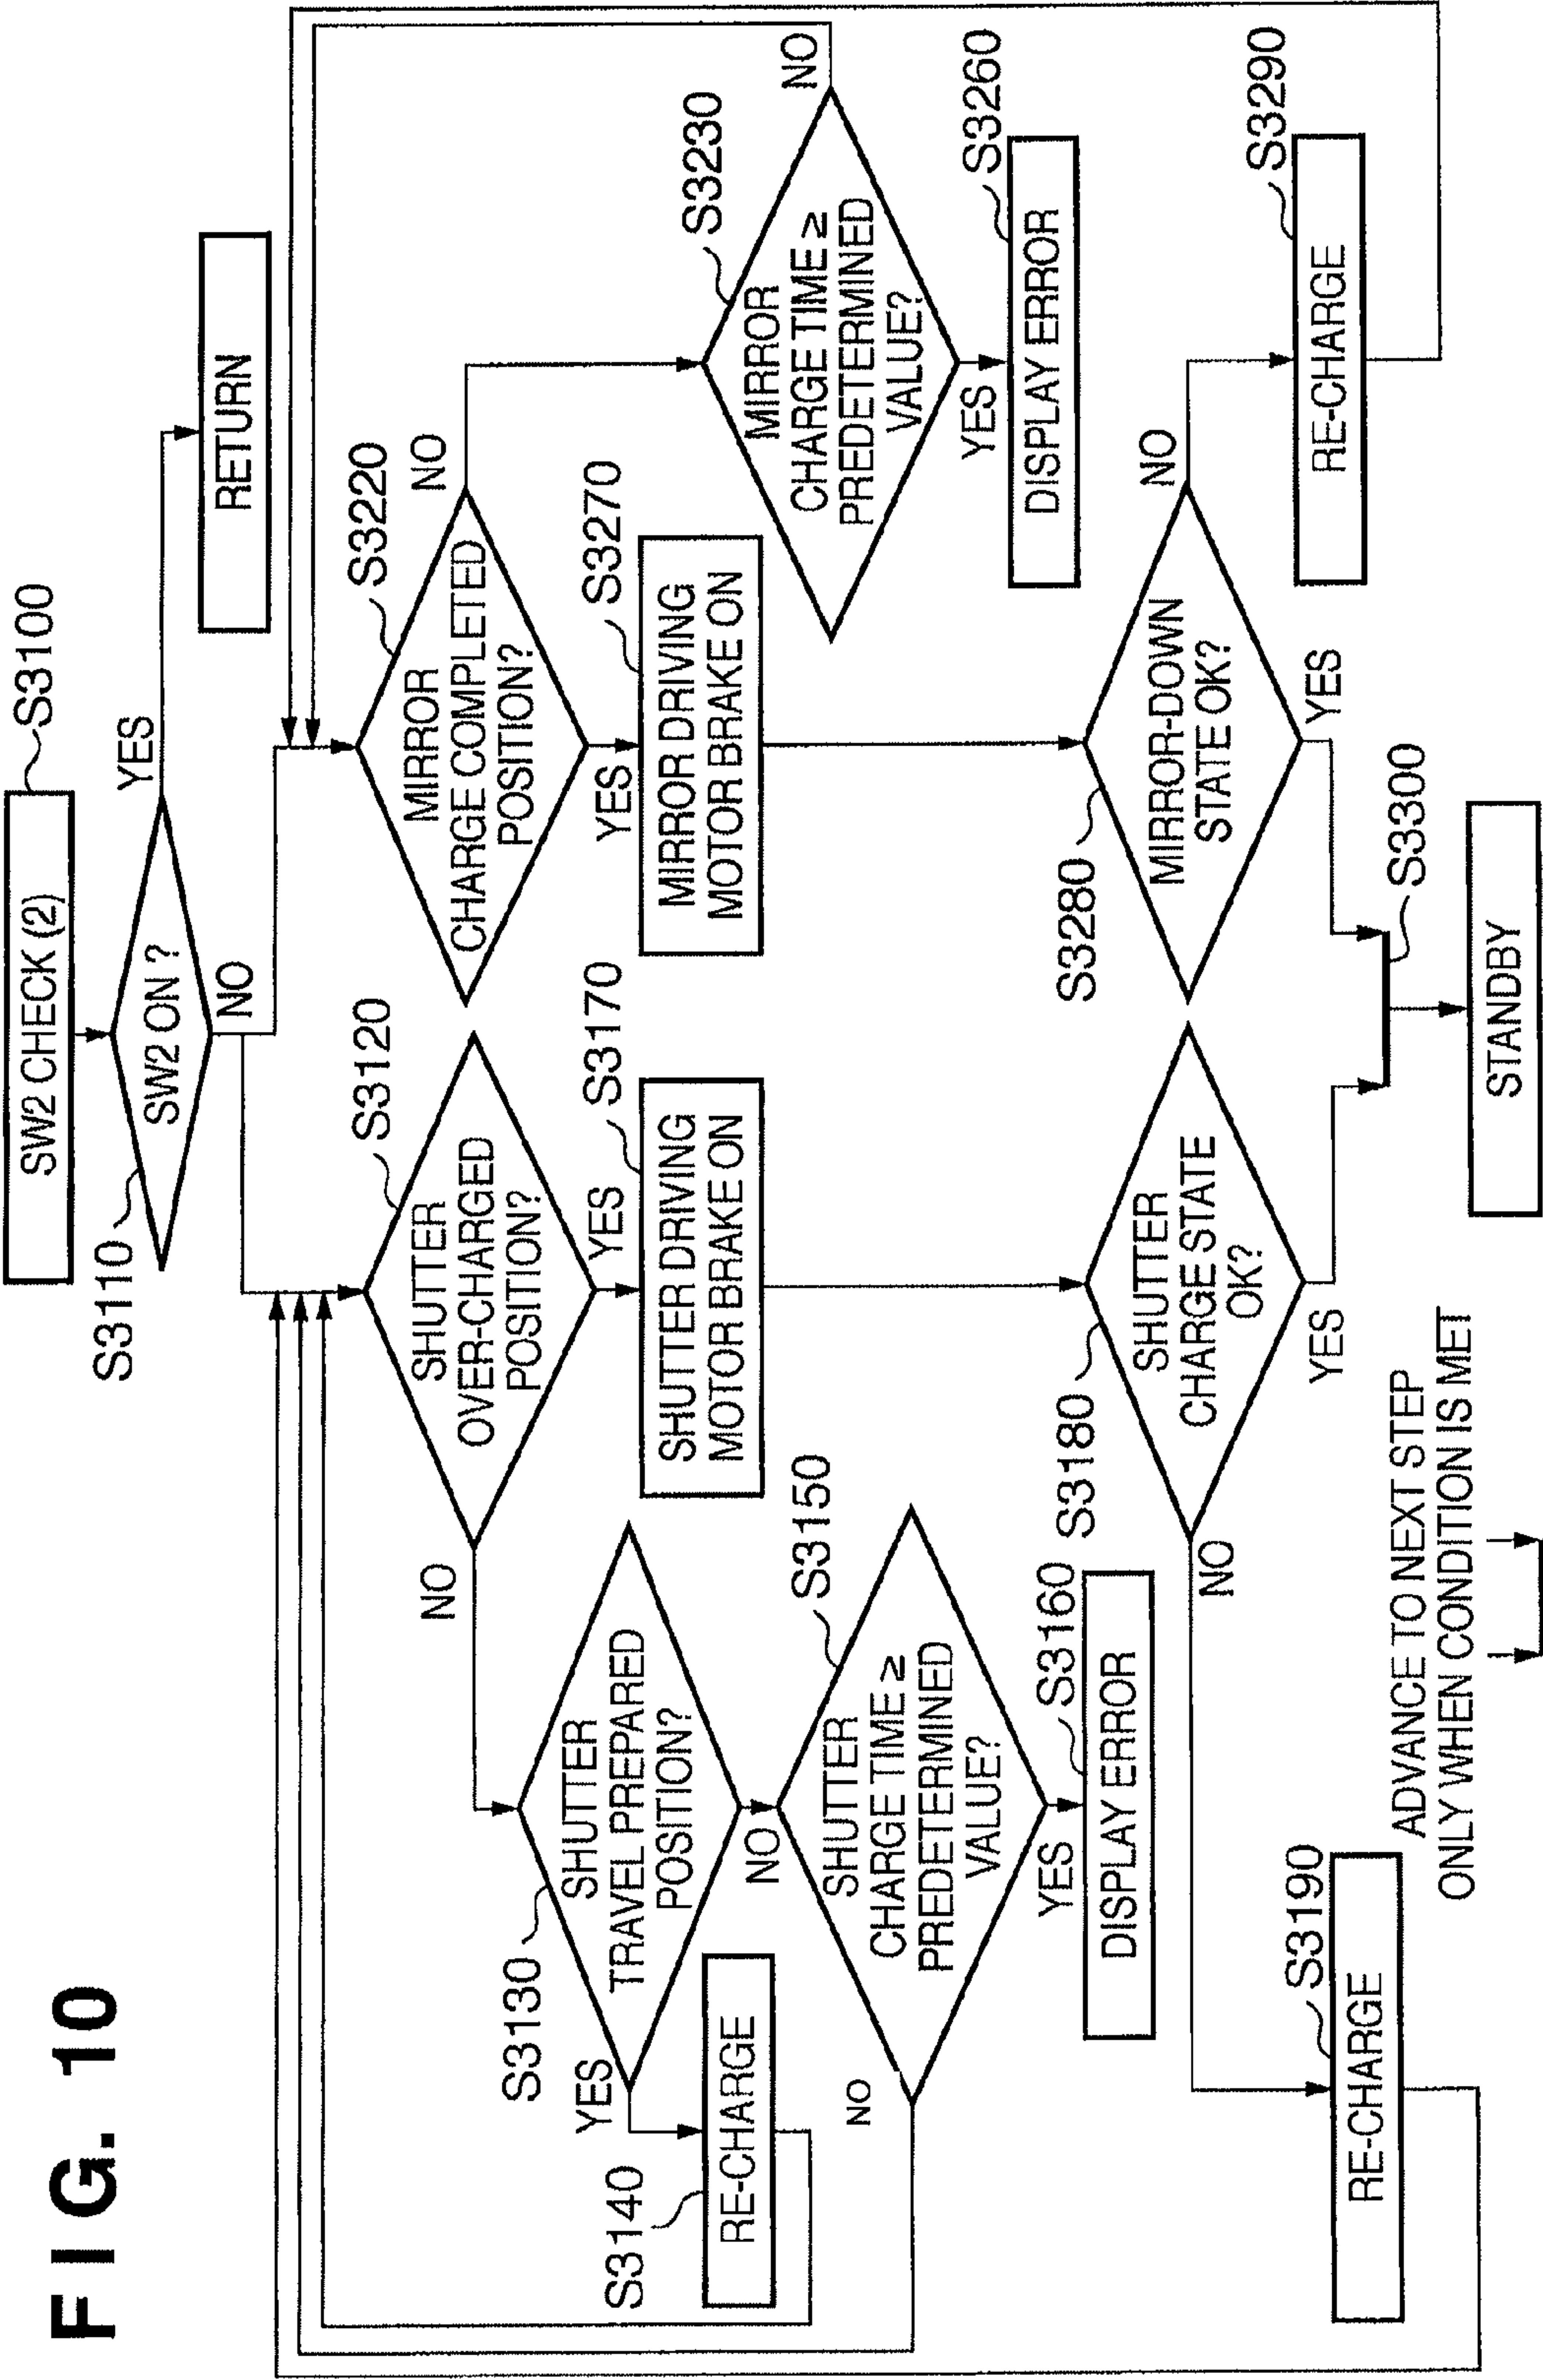 FIG. 10
SW2 CHECK (2)
S3100
S3110
SW2 ON ?
YES
NO
RETURN
S3120
SHUTTER
OVER-CHARGED
POSITION?
NO
YES
S3130
SHUTTER
TRAVEL PREPARED
POSITION?
YES
NO
S3140
RE-CHARGE
S3150
SHUTTER
CHARGE TIME ≥
PREDETERMINED
VALUE?
NO
YES
S3160
DISPLAY ERROR
S3170
SHUTTER DRIVING
MOTOR BRAKE ON
S3180
SHUTTER
CHARGE STATE
OK?
NO
YES
S3190
RE-CHARGE
S3220
MIRROR
CHARGE COMPLETED
POSITION?
NO
YES
S3230
MIRROR
CHARGE TIME ≥
PREDETERMINED
VALUE?
NO
YES
S3260
DISPLAY ERROR
S3270
MIRROR DRIVING
MOTOR BRAKE ON
S3280
MIRROR-DOWN
STATE OK?
NO
YES
S3290
RE-CHARGE
S3300
STANDBY
ADVANCE TO NEXT STEP
ONLY WHEN CONDITION IS MET